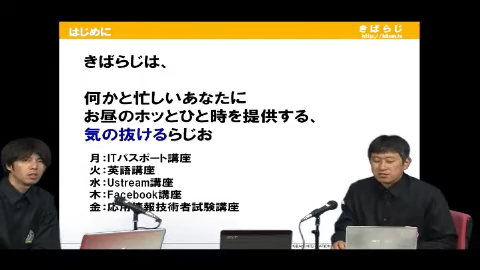 はじめに
きばらじ
きばらじは、
何かと忙しいあなたに
お昼のホッとひと時を提供する、
気の抜けるらじお
月:ITパスポート講座
火:英語講座
水:Ustream講座
木:Facebook講座
金:応用情報技術者試験講座